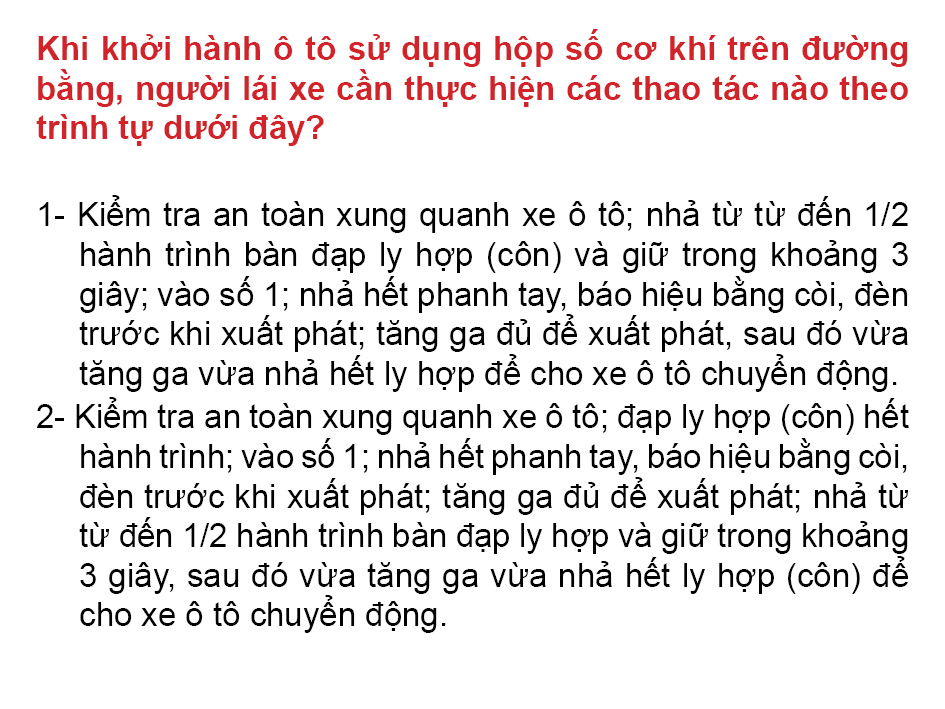 Khi khởi hành ô tô sử dụng hộp số cơ khí trên đường
bằng, người lái xe cần thực hiện các thao tác nào theo
trình tự dưới đây?
1- Kiểm tra an toàn xung quanh xe ô tô; nhả từ từ đến 1/2
hành trình bàn đạp ly hợp (côn) và giữ trong khoảng 3
giây; vào số 1; nhả hết phanh tay, báo hiệu bằng còi, đèn
trước khi xuất phát; tăng ga đủ để xuất phát, sau đó vừa
tăng ga vừa nhả hết ly hợp để cho xe ô tô chuyển động.
2- Kiểm tra an toàn xung quanh xe ô tô; đạp ly hợp (côn) hết
hành trình; vào số 1; nhả hết phanh tay, báo hiệu bằng còi,
đèn trước khi xuất phát; tăng ga đủ để xuất phát; nhả từ
từ đến 1/2 hành trình bàn đạp ly hợp và giữ trong khoảng
3 giây, sau đó vừa tăng ga vừa nhả hết ly hợp (côn) để
cho xe ô tô chuyển động.